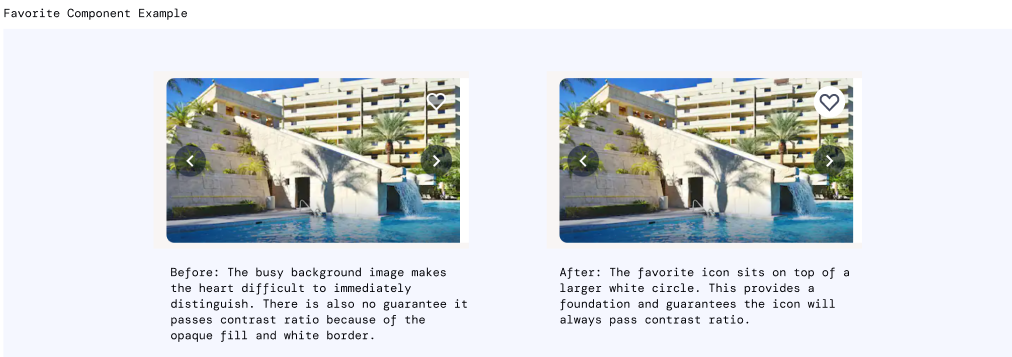 Favorite Component Example
Before: The busy background image makes
the heart difficult to immediately
distinguish. There is also no guarantee it
passes contrast ratio because of the
opaque fill and white border.
After: The favorite icon sits on top of a
larger white circle. This provides a
foundation and guarantees the icon will
always pass contrast ratio.